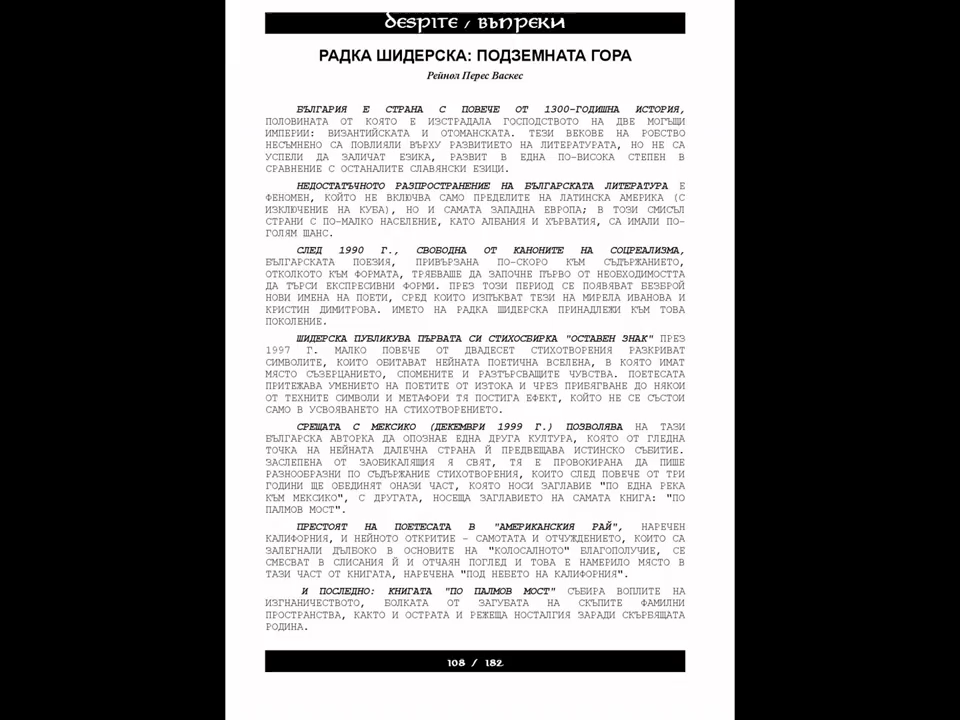 DESPITE / ВЪПРЕКИ
РАДКА ШИДЕРСКА: ПОДЗЕМНАТА ГОРА
Рейнол Перес Васкес
БЪЛГАРИЯ Е СТРАНА С ПОВЕЧЕ ОТ 1300-ГОДИШНА ИСТОРИЯ,
ПОЛОВИНАТА ОТ КОЯТО Е ИЗСТРАДАЛА ГОСПОДСТВОТО НА ДВЕ МОГЪЩИ
ИМПЕРИИ: ВИЗАНТИЙСКАТА И ОТОМАНСКАТА. ТЕЗИ ВЕКОВЕ НА РОБСТВО
НЕСЪМНЕНО СА ПОВЛИЯЛИ ВЪРХУ РАЗВИТИЕТО НА ЛИТЕРАТУРАТА, НО НЕ СА
УСПЕЛИ ДА ЗАЛИЧАТ ЕЗИКА, РАЗВИТ В ЕДНА ПО-ВИСОКА СТЕПЕН В
СРАВНЕНИЕ С ОСТАНАЛИТЕ СЛАВЯНСКИ ЕЗИЦИ.
НЕДОСТАТЪЧНОТО РАЗПРОСТРАНЕНИЕ НА БЪЛГАРСКАТА ЛИТЕРАТУРА Е
ФЕНОМЕН, КОЙТО НЕ ВКЛЮЧВА САМО ПРЕДЕЛИТЕ НА ЛАТИНСКА АМЕРИКА (С
ИЗКЛЮЧЕНИЕ НА КУБА), НО И САМАТА ЗАПАДНА ЕВРОПА; В ТОЗИ СМИСЪЛ
СТРАНИ С ПО-МАЛКО НАСЕЛЕНИЕ, КАТО АЛБАНИЯ И ХЪРВАТИЯ, СА ИМАЛИ ПО-
ГОЛЯМ ШАНС.
СЛЕД 1990 Г., СВОБОДНА ОТ КАНОНИТЕ НА СОЦРЕАЛИЗМА,
БЪЛГАРСКАТА ПОЕЗИЯ, ПРИВЪРЗАНА ПО-СКОРО КЪМ СЪДЪРЖАНИЕТО,
ОТКОЛКОТО КЪМ ФОРМАТА, ТРЯБВАШЕ ДА ЗАПОЧНЕ ПЪРВО ОТ НЕОБХОДИМОСТТА
ДА ТЪРСИ ЕКСПРЕСИВНИ ФОРМИ. ПРЕЗ ТОЗИ ПЕРИОД СЕ ПОЯВЯВАТ БЕЗБРОЙ
НОВИ ИМЕНА НА ПОЕТИ, СРЕД КОИТО ИЗПЪКВАТ ТЕЗИ НА МИРЕЛА ИВАНОВА И
КРИСТИН ДИМИТРОВА. ИМЕТО НА РАДКА ШИДЕРСКА ПРИНАДЛЕЖИ КЪМ ТОВА
ПОКОЛЕНИЕ.
ШИДЕРСКА ПУБЛИКУВА ПЪРВАТА СИ СТИХОСБИРКА "ОСТАВЕН ЗНАК" ПРЕЗ
1997 Г. МАЛКО ПОВЕЧЕ ОТ ДВАДЕСЕТ СТИХОТВОРЕНИЯ РАЗКРИВАТ
СИМВОЛИТЕ, КОИТО ОБИТАВАТ НЕЙНАТА ПОЕТИЧНА ВСЕЛЕНА, В КОЯТО ИМАТ
МЯСТО СЪЗЕРЦАНИЕТО, СПОМЕНИТЕ И РАЗТЪРСВАЩИТЕ ЧУВСТВА. ПОЕТЕСАТА
ПРИТЕЖАВА УМЕНИЕТО НА ПОЕТИТЕ ОТ ИЗТОКА И ЧРЕЗ ПРИБЯГВАНЕ ДО НЯКОИ
ОТ ТЕХНИТЕ СИМВОЛИ И МЕТАФОРИ ТЯ ПОСТИГА ЕФЕКТ, КОЙТО НЕ СЕ СЪСТОИ
САМО В УСВОЯВАНЕТО НА СТИХОТВОРЕНИЕТО.
СРЕЩАТА С МЕКСИКО (ДЕКЕМВРИ 1999 Г.) ПОЗВОЛЯВА НА ТАЗИ
БЪЛГАРСКА АВТОРКА ДА ОПОЗНАЕ ЕДНА ДРУГА КУЛТУРА, КОЯТО ОТ ГЛЕДНА
ТОЧКА НА НЕЙНАТА ДАЛЕЧНА СТРАНА Й ПРЕДВЕЩАВА ИСТИНСКО СЪБИТИЕ.
ЗАСЛЕПЕНА ОТ ЗАОБИКАЛЯЩИЯ Я СВЯТ, ТЯ Е ПРОВОКИРАНА ДА ПИШЕ
РАЗНООБРАЗНИ ПО СЪДЪРЖАНИЕ СТИХОТВОРЕНИЯ, КОИТО СЛЕД ПОВЕЧЕ ОТ ТРИ
ГОДИНИ ЩЕ ОБЕДИНЯТ ОНАЗИ ЧАСТ, КОЯТО НОСИ ЗАГЛАВИЕ "ПО ЕДНА РЕКА
КЪМ МЕКСИКО", С ДРУГАТА, НОСЕЩА ЗАГЛАВИЕТО НА САМАТА КНИГА: "ПО
ПАЛМОВ МОСТ".
ПРЕСТОЯТ НА ПОЕТЕСАТА В "АМЕРИКАНСКИЯ РАЙ", НАРЕЧЕН
КАЛИФОРНИЯ, И НЕЙНОТО ОТКРИТИЕ – САМОТАТА И ОТЧУЖДЕНИЕТО, КОИТО СА
ЗАЛЕГНАЛИ ДЪЛБОКО В ОСНОВИТЕ НА "КОЛОСАЛНОТО" БЛАГОПОЛУЧИЕ, СЕ
СМЕСВАТ В СЛИСАНИЯ Й И ОТЧАЯН ПОГЛЕД И ТОВА Е НАМЕРИЛО МЯСТО В
ТАЗИ ЧАСТ ОТ КНИГАТА, НАРЕЧЕНА "ПОД НЕБЕТО НА КАЛИФОРНИЯ".
И ПОСЛЕДНО: КНИГАТА "ПО ПАЛМОВ МОСТ" СЪБИРА ВОПЛИТЕ НА
ИЗГНАНИЧЕСТВОТО, БОЛКАТА ОТ ЗАГУБАТА НА СКЪПИТЕ ФАМИЛНИ
ПРОСТРАНСТВА, КАКТО И ОСТРАТА И РЕЖЕЩА НОСТАЛГИЯ ЗАРАДИ СКЪРБЯЩАТА
РОДИНА.
108 / 182